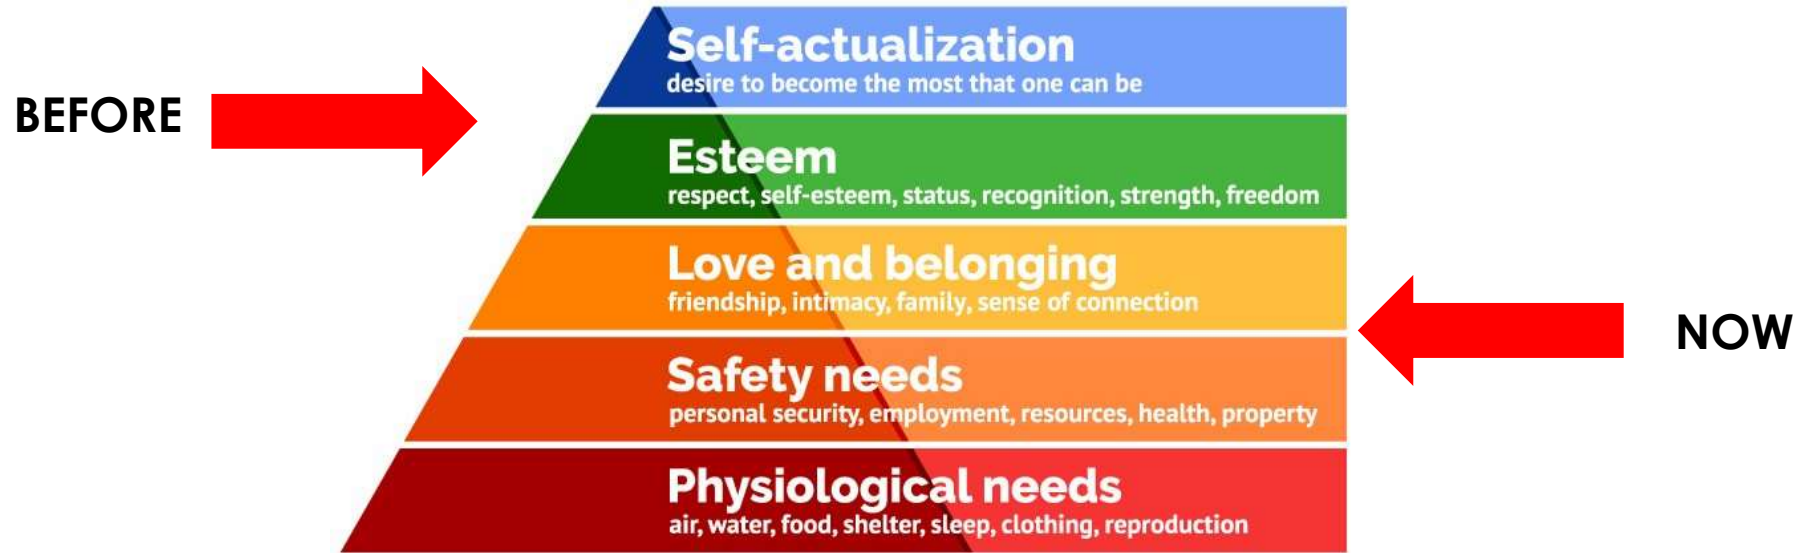 Self-actualization
desire to become the most that one can be
BEFORE
Esteem
respect, self-esteem, status, recognition, strength, freedom
Love and belonging
friendship, intimacy, family, sense of connection
NOW
Safety needs
personal security, employment, resources, health, property
Physiological needs
air, water, food, shelter, sleep, clothing, reproduction